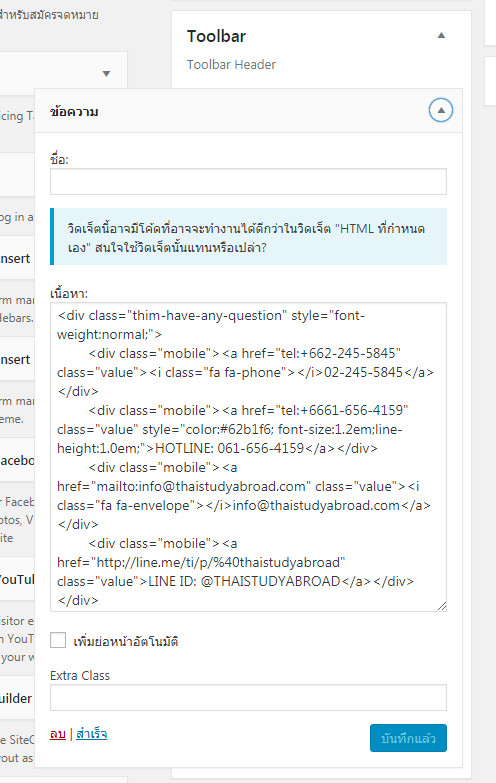 สำหรับสมัครจดหมาย
Toolbar
Toolbar Header
icing Ta
ข้อความ
ชื่อ:
og in a
วิดเจ็ตนี้อาจมีโค้ดที่อาจจะทำงานได้ดีกว่าในวิดเจ็ต "HTML ที่กำหนด
เอง" สนใจใช้วิดเจ็ตนั้นแทนหรือเปล่า?
nsert
rm mar
debars.
เนื้อหา:
<div class="thim-have-any-question" style="font-
weight:normal;">
<div class="mobile"><a href="tel:+662-245-5845"
class="value"><i class="fa fa-phone"></i>02-245-5845</a>
</div>
<div class="mobile"><a href="tel:+6661-656-4159"
class="value" style="color:#62b1f6; font-size:1.2em;line-
height:1.0em;">HOTLINE: 061-656-4159</a></div>
<div class="mobile"><a
href="mailto:info@thaistudyabroad.com" class="value"><i
class="fa fa-envelope"></i>info@thaistudyabroad.com</a>
</div>
<div class="mobile"><a
href="http://line.me/ti/p/%40thaistudyabroad"
class="value">LINE ID: @THAISTUDYABROAD</a></div>
</div>
nsert
rm mar
eme.
acebo
r Faceb
otos, V
ite
ouTul
isitor e
n YouT
your w
เพิ่มย่อหน้าอัตโนมัติ
Extra Class
uilder
e SiteO
yout as
ลบ | สำเร็จ
บันทึกแล้ว